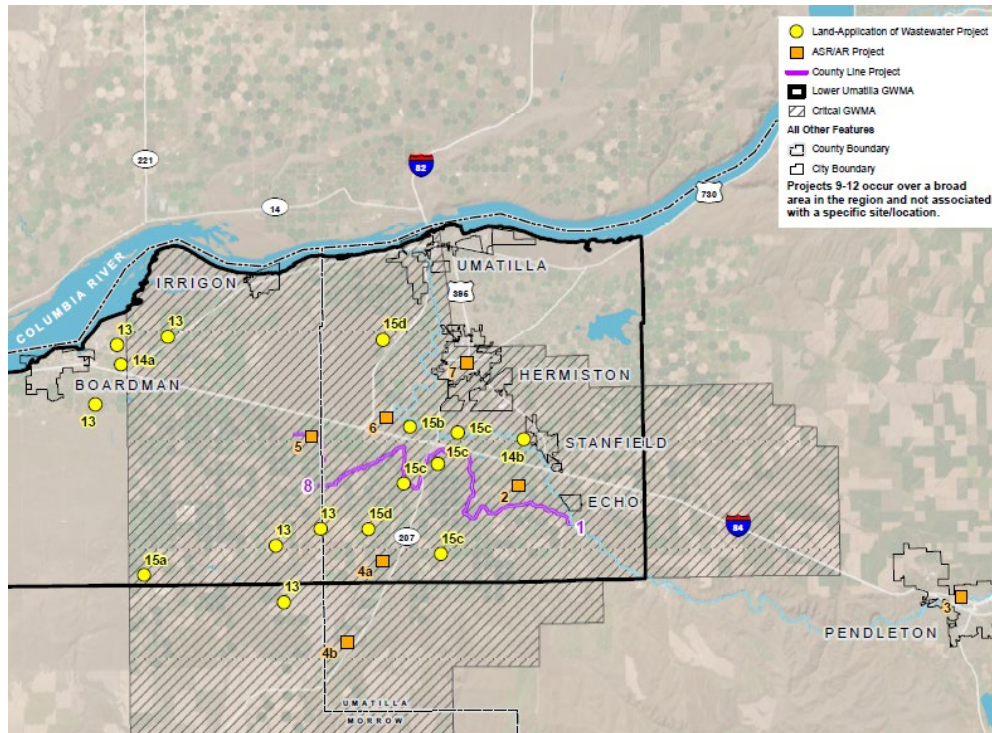 Land-Application of Wastewater Project
ASR/AR Project
County Line Project
Lower Umatilla GWMA
Critcal GWMA
All Other Features
County Boundary
City Boundary
Projects 9-12 occur over a broad
area in the region and not associated
with a specific site/location.
221
82
14
730
COLUMBIA RIVER
IRRIGON
UMATILLA
395
13
13
15d
14a
7
BOARDMAN
HERMISTON
13
6
15b
15c
STANFIELD
5
15c
14b
8
15c
2
ECHO
1
84
13
13
15d
207
15c
15a
4a
13
3
PENDLETON
4b
UMATILLA
MORROW